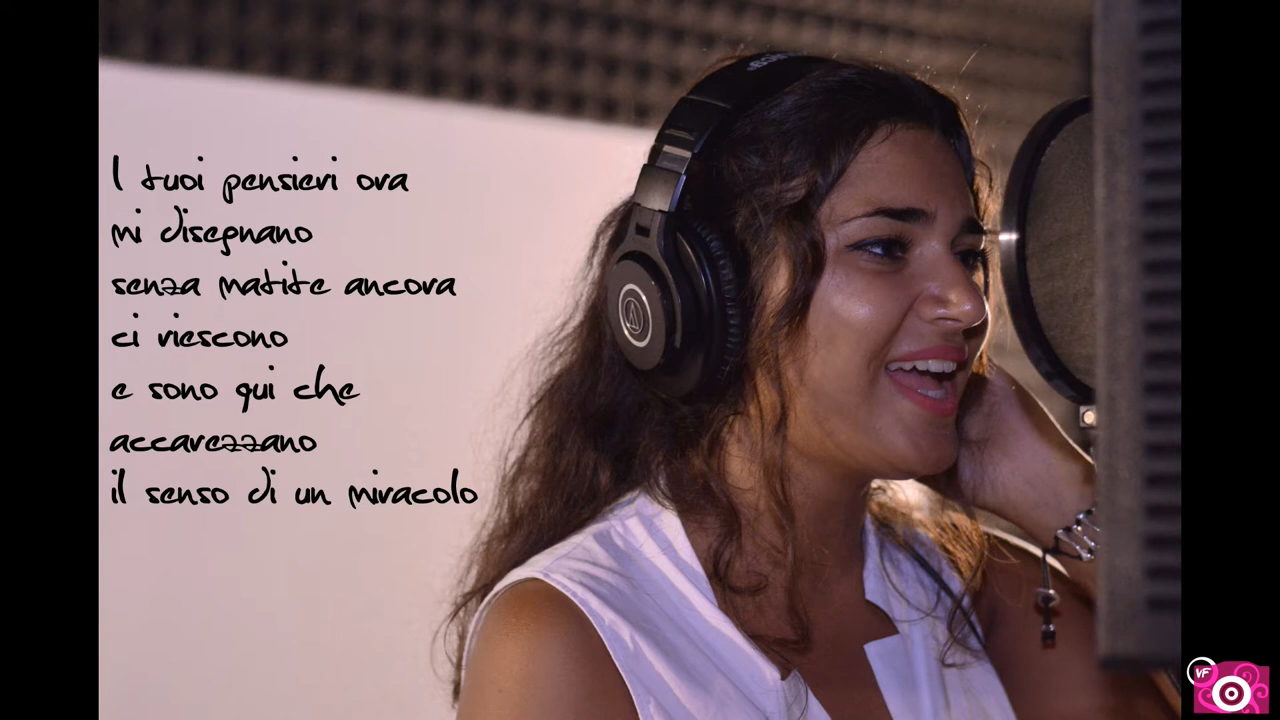 I tuoi pensieri ora
mi disegnano
senza matite ancora
ci riescono
e sono qui che
accarezzano
il senso di un miracolo
VF